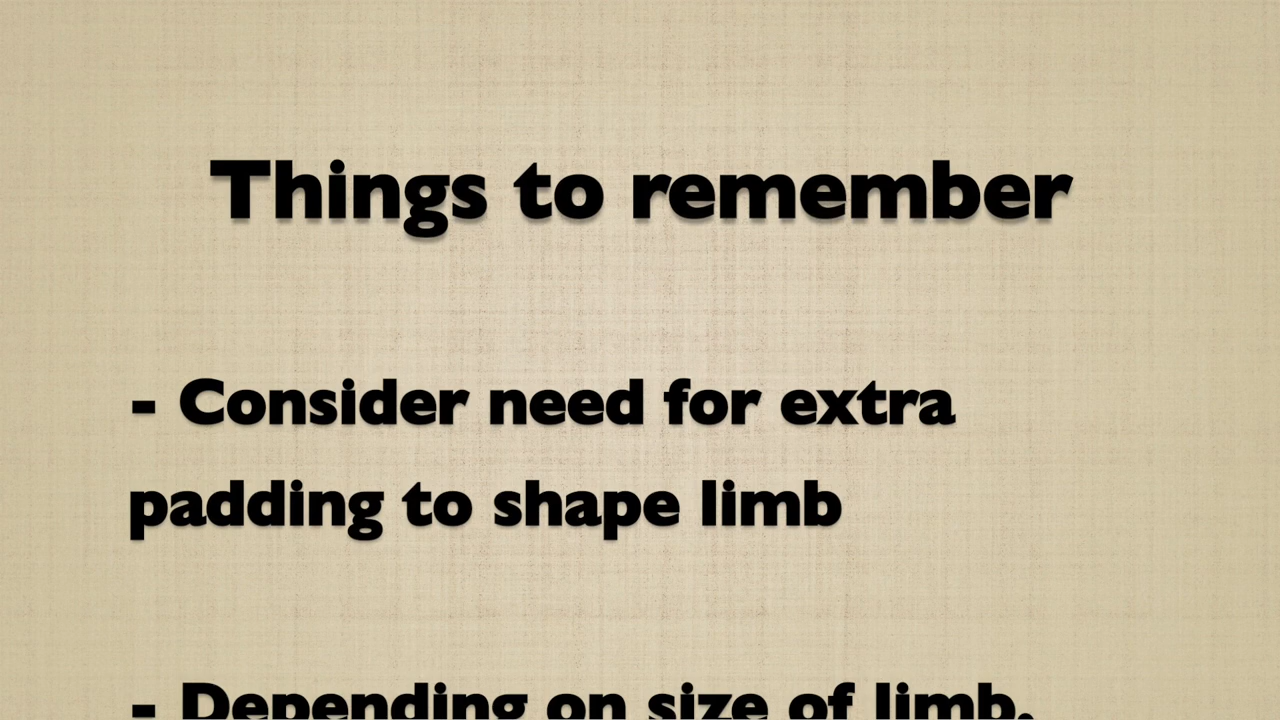 Things to remember
- Consider need for extra
padding to shape limb
- Depending on size of limb,